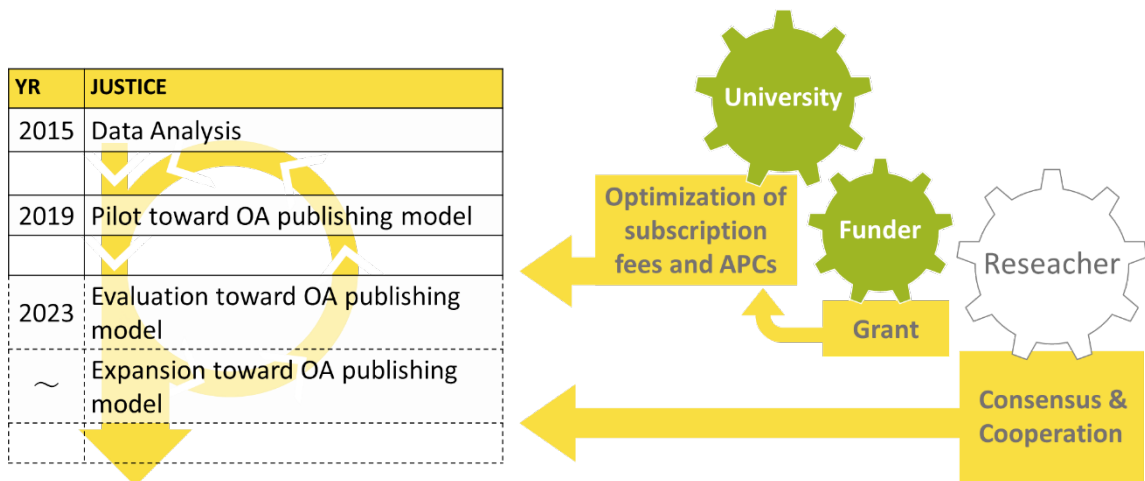 YR JUSTICE
2015 Data Analysis
2019 Pilot toward OA publishing model
2023 Evaluation toward OA publishing
model
～ Expansion toward OA publishing
model
University
Optimization of
subscription
fees and APCs
Funder
Grant
Reseacher
Consensus &
Cooperation